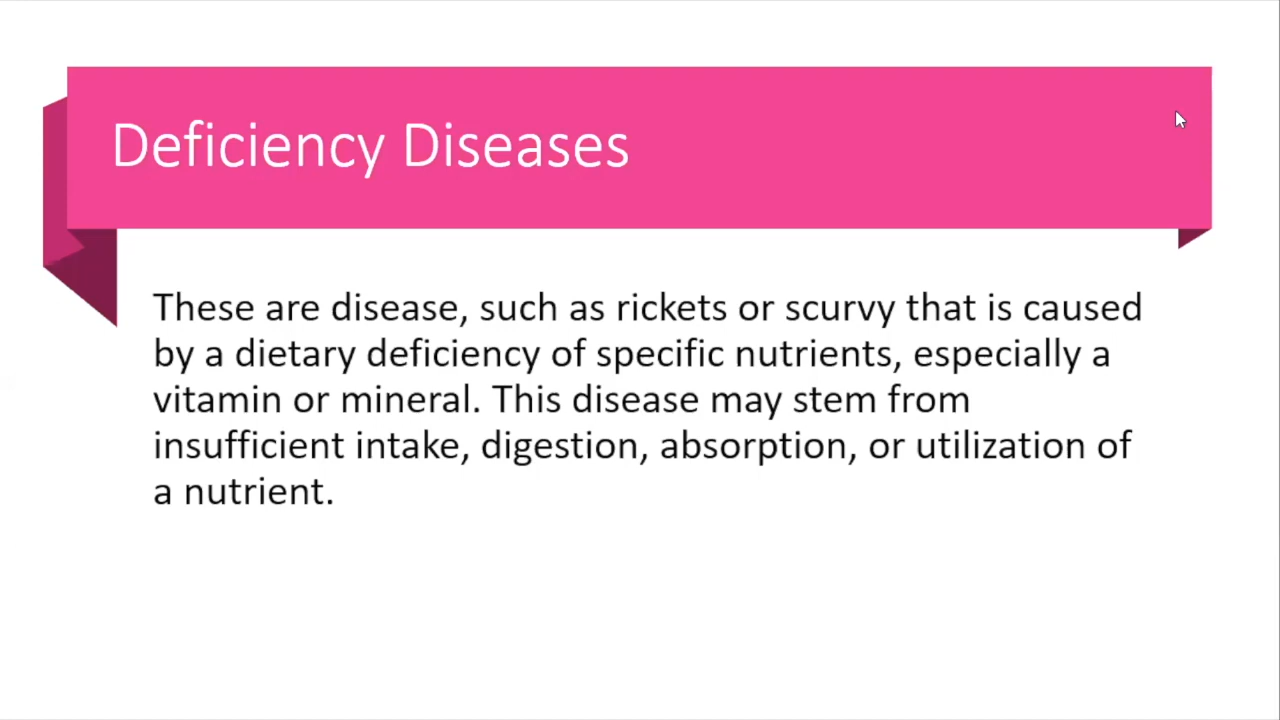 Deficiency Diseases
These are disease, such as rickets or scurvy that is caused
by a dietary deficiency of specific nutrients, especially a
vitamin or mineral. This disease may stem from
insufficient intake, digestion, absorption, or utilization of
a nutrient.